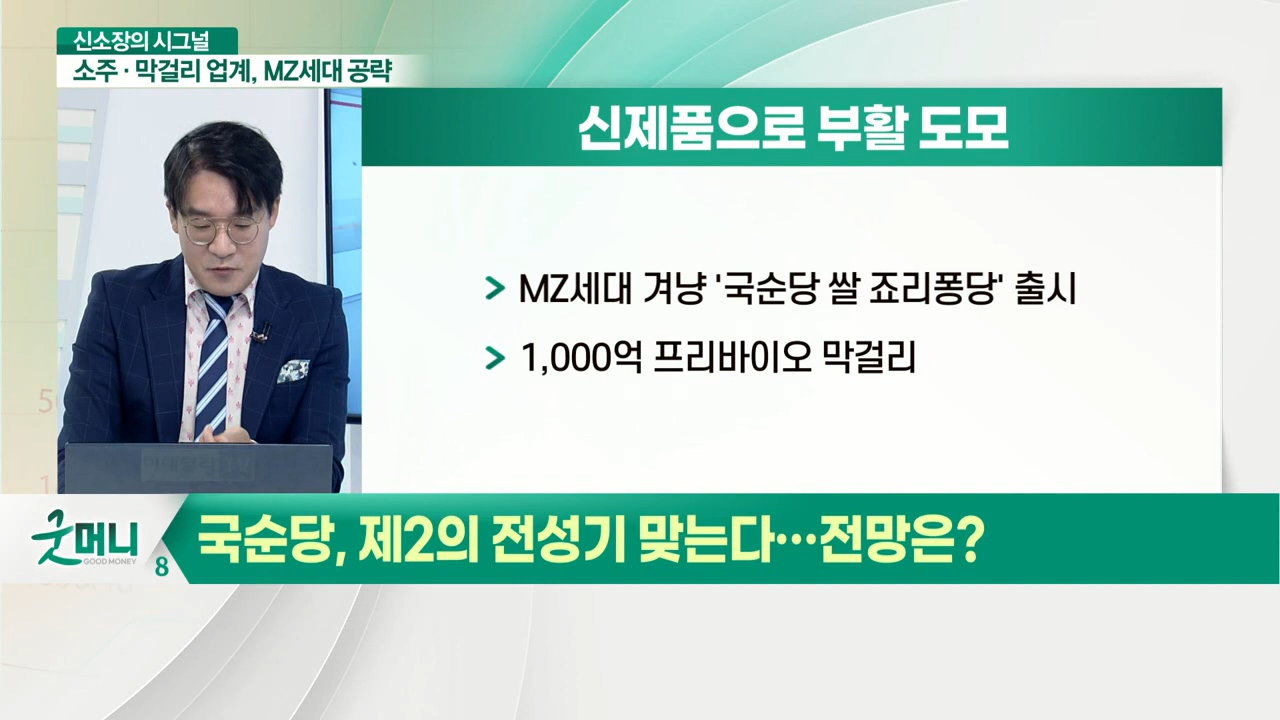 신소장의 시그널
소주·막걸리 업계, MZ세대 공략
신제품으로 부활 도모
> MZ세대 겨냥 '국순당 쌀 죠리퐁당' 출시
> 1,000억 프리바이오 막걸리
굿머니
GOOD MONEY
8
국순당, 제2의 전성기 맞는다…전망은?